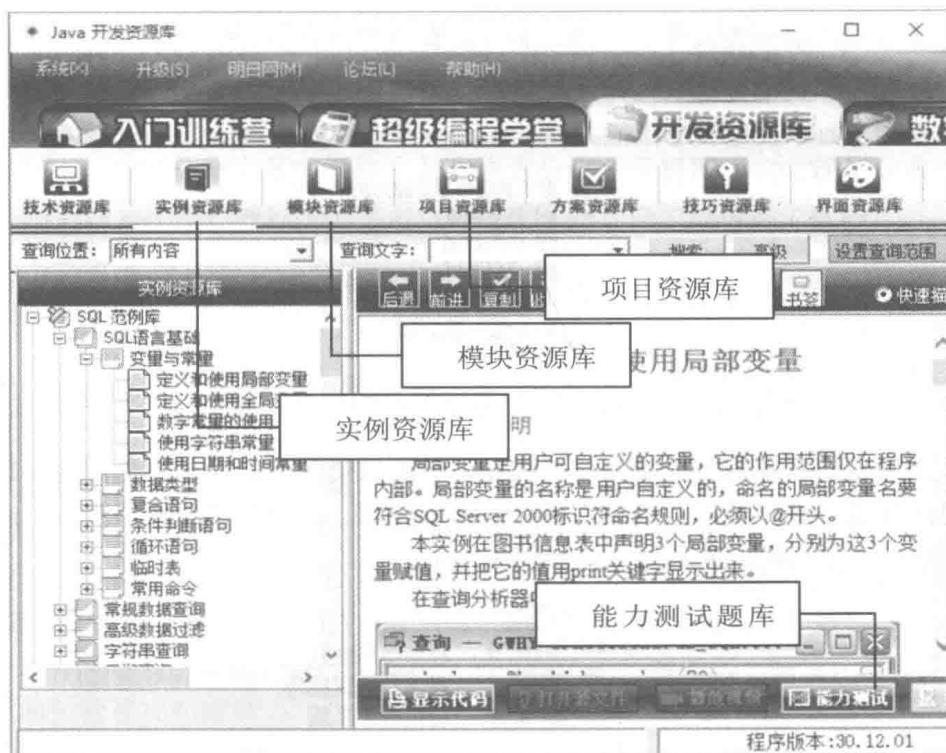 Java 开发资源库
系统(X) 升级(S) 明日网(M) 论坛(L) 帮助(H)
入门训练营 超级编程学堂 开发资源库
技术资源库 实例资源库 模块资源库 项目资源库 方案资源库 技巧资源库 界面资源库
查询位置: 所有内容 查询文字: 搜索 高级 设置查询范围
实例资源库
后退 前进 复制 书签
项目资源库
SQL 范例库
SQL语言基础
变量与常量
定义和使用局部变量
模块资源库
使用局部变量
数字常量的使用
使用字符串常量
使用日期和时间常量
实例资源库
明
数据类型
复合语句
条件判断语句
循环语句
临时表
常用命令
常规数据查询
高级数据过滤
字符串查询
局部变量是用户可自定义的变量，它的作用范围仅在程序
内部。局部变量的名称是用户自定义的，命名的局部变量名要
符合SQL Server 2000标识符命名规则，必须以@开头。
本实例在图书信息表中声明3个局部变量，分别为这3个变
量赋值，并把它的值用print关键字显示出来。
在查询分析器
能力测试题库
查询 —
显示代码 能力测试
程序版本:30.12.01